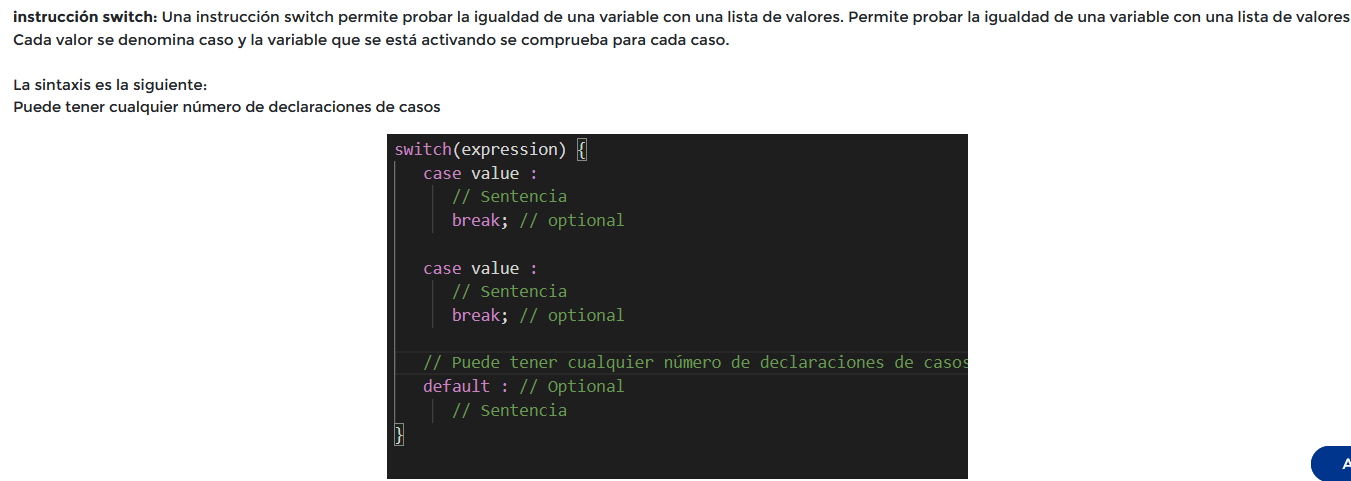 instrucción switch: Una instrucción switch permite probar la igualdad de una variable con una lista de valores. Permite probar la igualdad de una variable con una lista de valores
Cada valor se denomina caso y la variable que se está activando se comprueba para cada caso.
La sintaxis es la siguiente:
Puede tener cualquier número de declaraciones de casos
switch(expression) {
case value :
// Sentencia
break; // optional
case value :
// Sentencia
break; // optional
// Puede tener cualquier número de declaraciones de casos
default : // Optional
// Sentencia
}
A